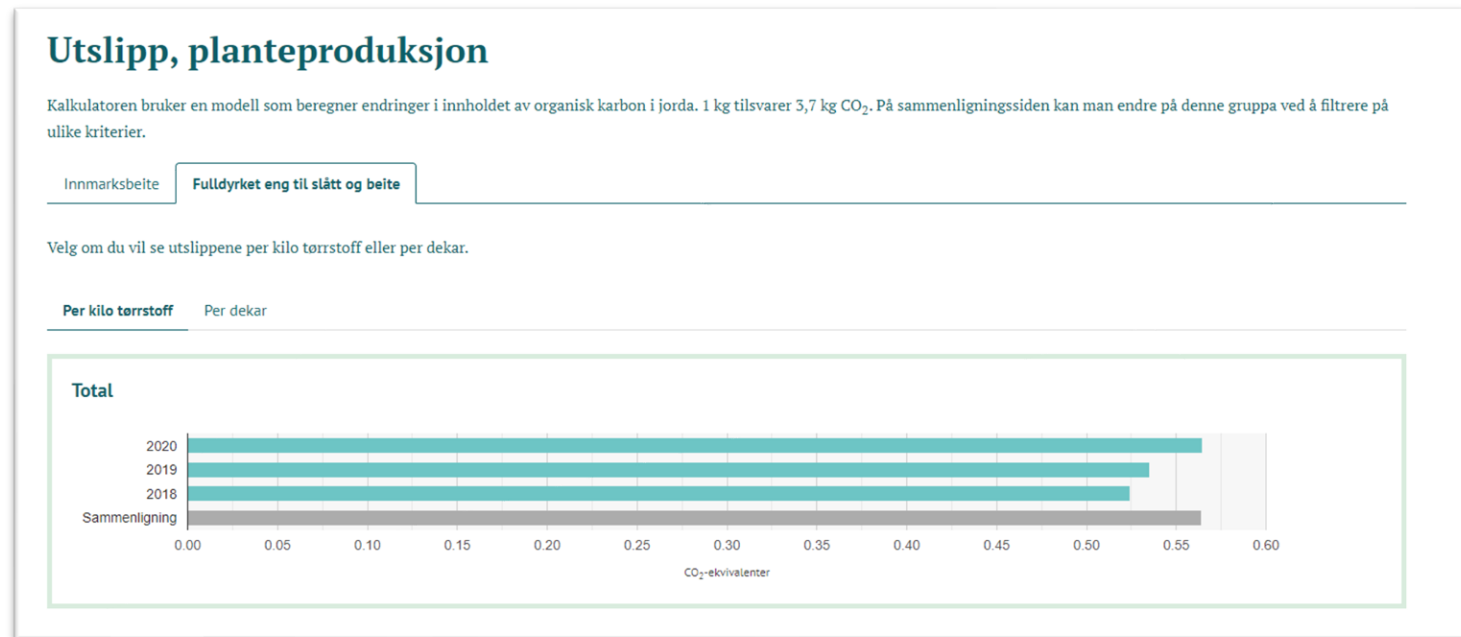 Utslipp, planteproduksjon
Kalkulatoren bruker en modell som beregner endringer i innholdet av organisk karbon i jorda. 1 kg tilsvarer 3,7 kg CO₂. På sammenligningssiden kan man endre på denne gruppa ved å filtrere på
ulike kriterier.
Innmarksbeite Fulldyrket eng til slått og beite
Velg om du vil se utslippene per kilo tørrstoff eller per dekar.
Per kilo tørrstoff Per dekar
Total
2020
2019
2018
Sammenligning
0.00 0.05 0.10 0.15 0.20 0.25 0.30 0.35 0.40 0.45 0.50 0.55 0.60
CO₂-ekvivalenter